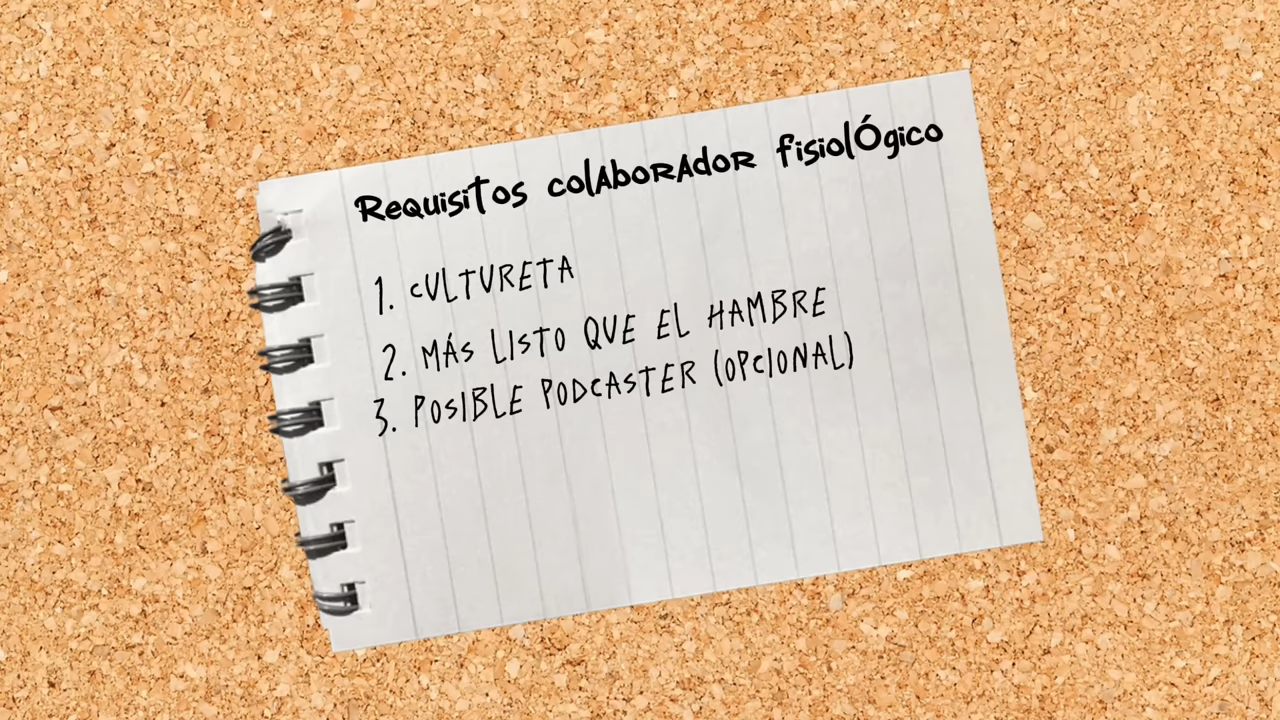 Requisitos colaborador fisiolÓgico
1. CULTURETA
2. MÁS LISTO QUE EL HAMBRE
3. POSIBLE PODCASTER (OPCIONAL)